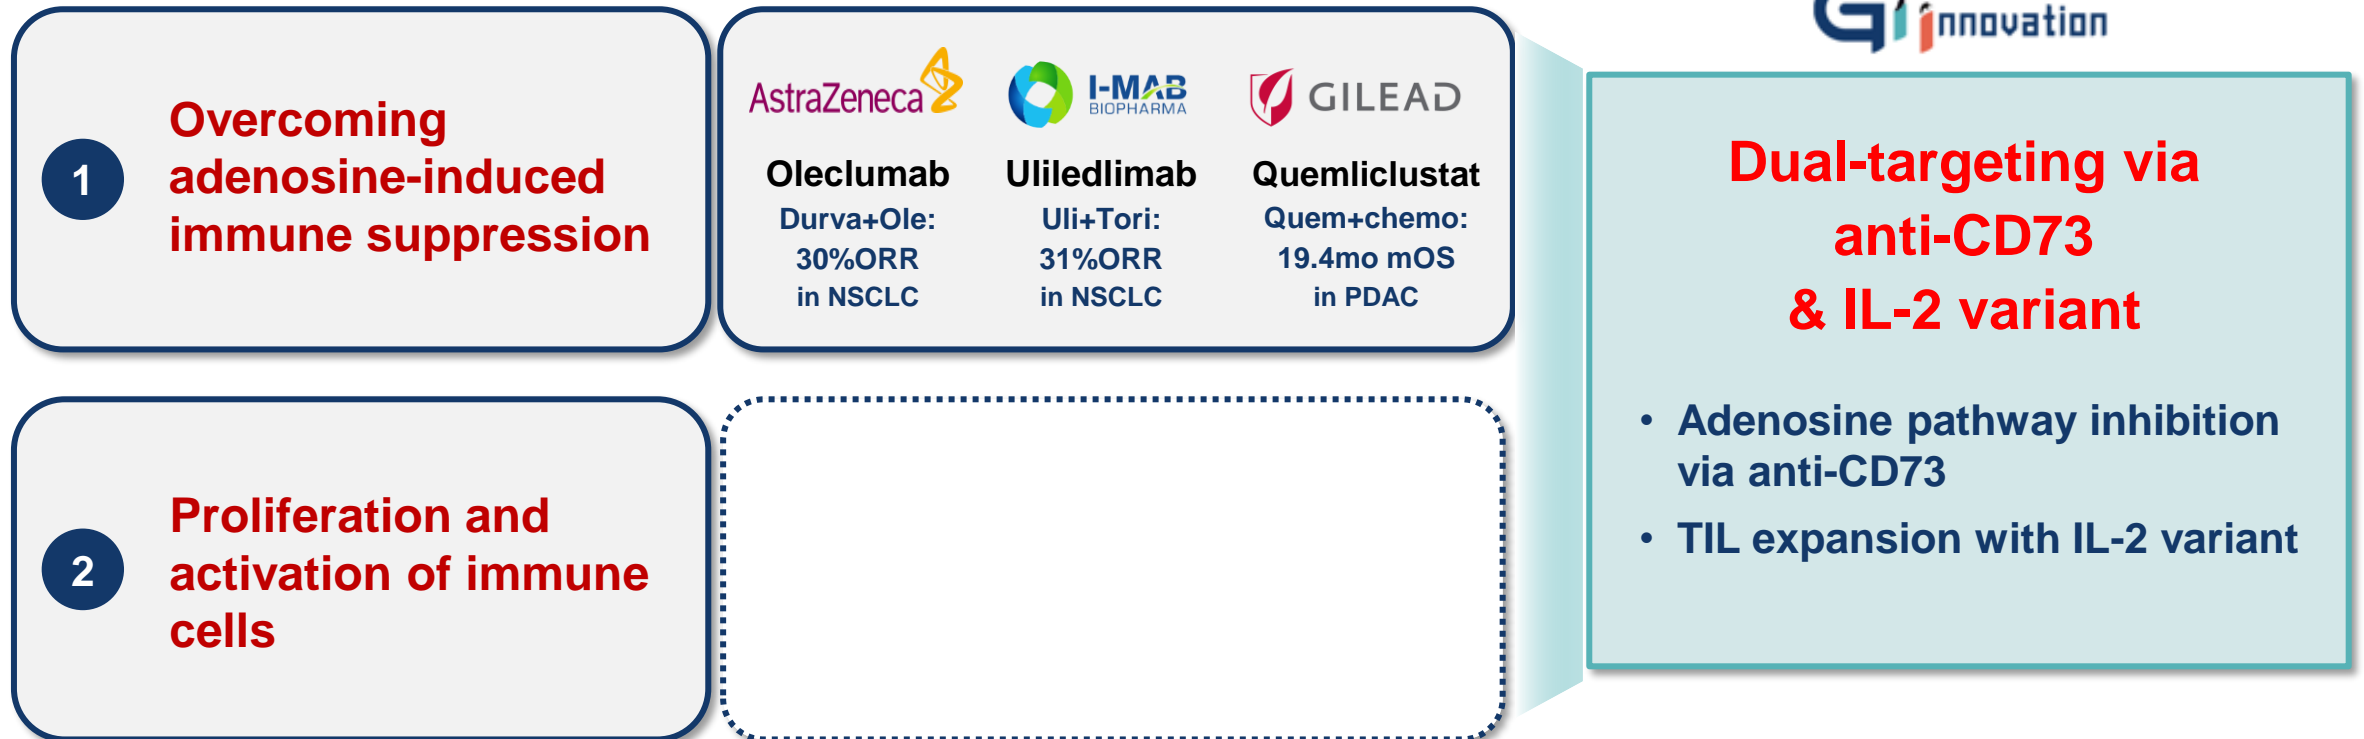 1
Overcoming
adenosine-induced
immune suppression
AstraZeneca
I-MAB
BIOPHARMA
GILEAD
Oleclumab
Durva+Ole:
30%ORR
in NSCLC
Uliledlimab
Uli+Tori:
31%ORR
in NSCLC
Quemliclustat
Quem+chemo:
19.4mo mOS
in PDAC
2
Proliferation and
activation of immune
cells
GI innovation
Dual-targeting via
anti-CD73
& IL-2 variant
• Adenosine pathway inhibition
via anti-CD73
• TIL expansion with IL-2 variant